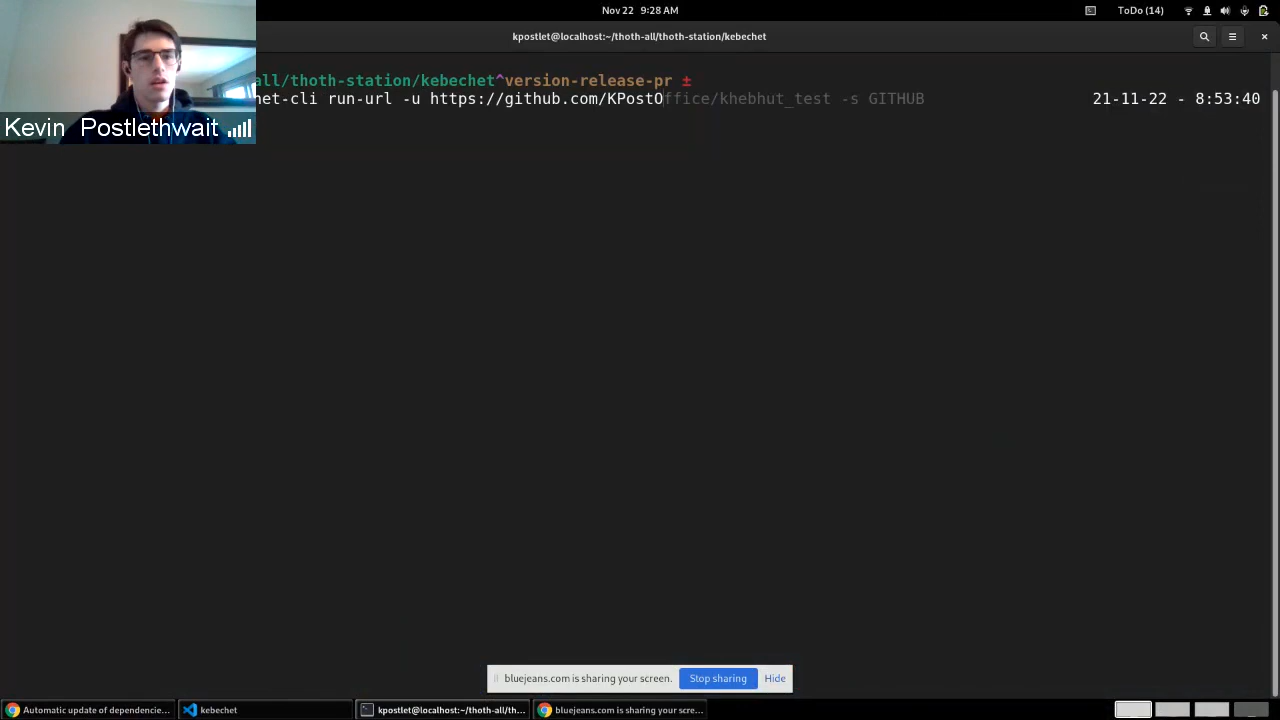 Nov 22 9:28 AM
ToDo (14)
kpostlet@localhost:~/thoth-all/thoth-station/kebechet
all/thoth-station/kebechet^version-release-pr ±
het-cli run-url -u https://github.com/KPostOffice/khebhut_test -s GITHUB 21-11-22 - 8:53:40
Kevin Postlethwait
bluejeans.com is sharing your screen. Stop sharing Hide
Automatic update of dependencie... kebechet kpostlet@localhost:~/thoth-all/th... bluejeans.com is sharing your scre...